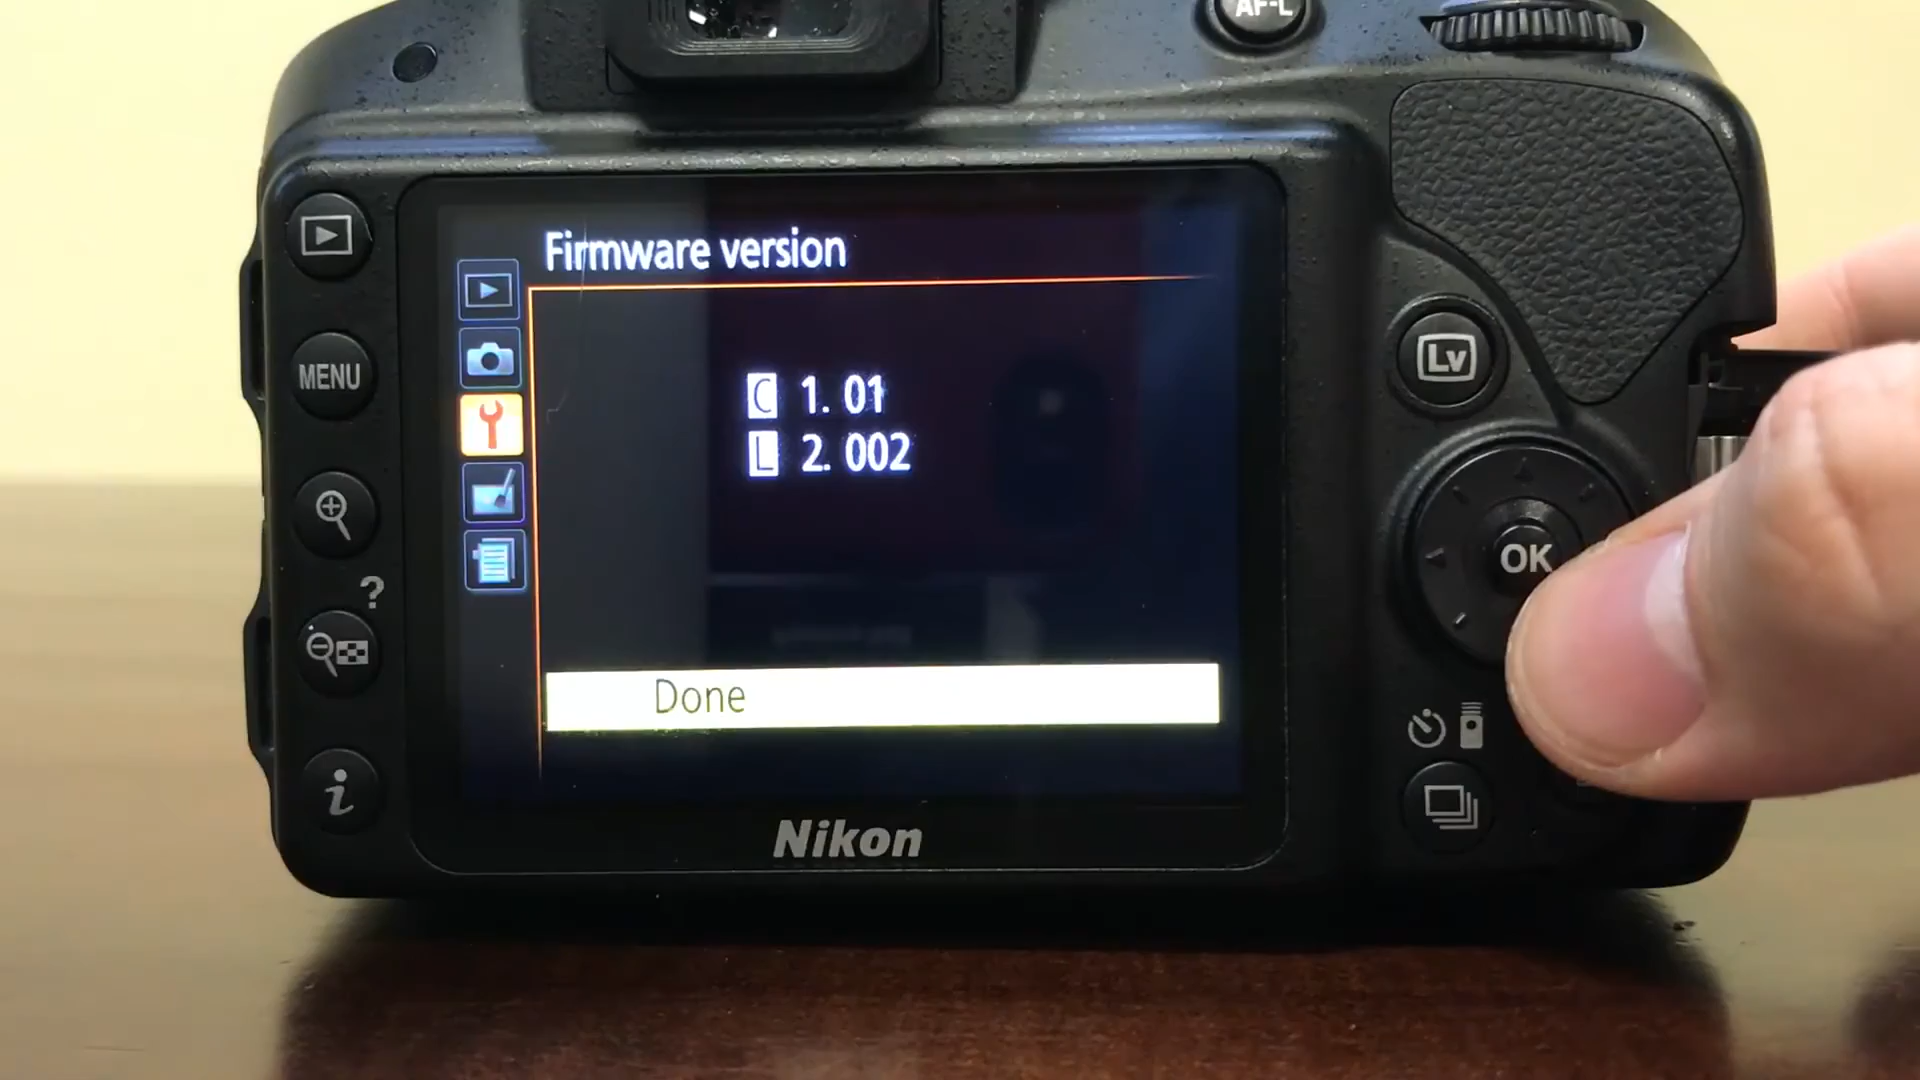 AF-L
Firmware version
C 1. 01
L 2. 002
Done
MENU
?
i
Lv
OK
Nikon